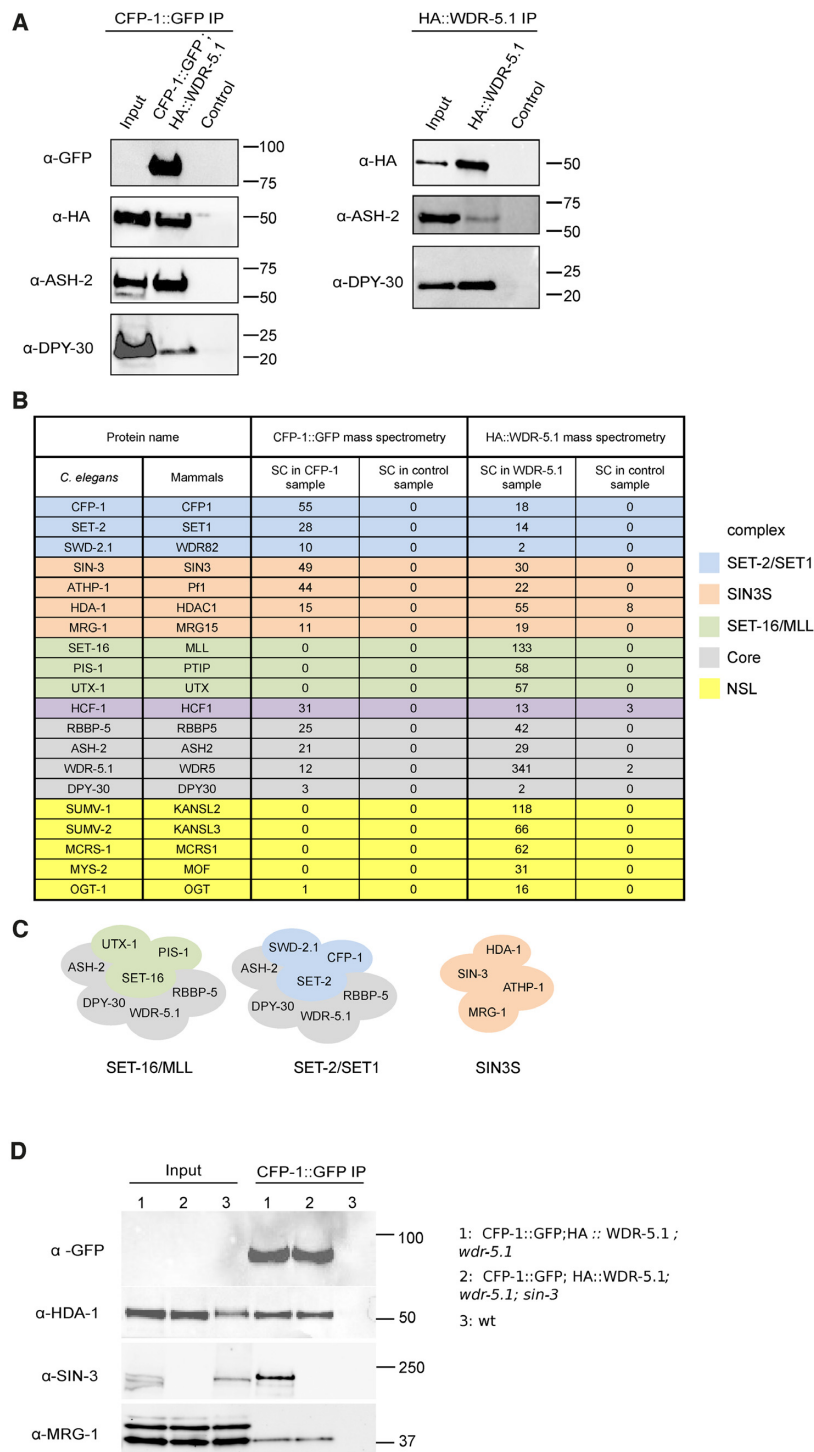 A
CFP-1::GFP IP
Input
CFP-1::GFP ;
HA::WDR-5.1
Control
α-GFP
100
75
α-HA
50
α-ASH-2
75
50
α-DPY-30
25
20
HA::WDR-5.1 IP
Input
HA::WDR-5.1
Control
α-HA
50
α-ASH-2
75
50
α-DPY-30
25
20
B
Protein name CFP-1::GFP mass spectrometry HA::WDR-5.1 mass spectrometry
C. elegans Mammals SC in CFP-1 sample SC in control sample SC in WDR-5.1 sample SC in control sample
CFP-1 CFP1 55 0 18 0
SET-2 SET1 28 0 14 0
SWD-2.1 WDR82 10 0 2 0
SIN-3 SIN3 49 0 30 0
ATHP-1 Pf1 44 0 22 0
HDA-1 HDAC1 15 0 55 8
MRG-1 MRG15 11 0 19 0
SET-16 MLL 0 0 133 0
PIS-1 PTIP 0 0 58 0
UTX-1 UTX 0 0 57 0
HCF-1 HCF1 31 0 13 3
RBBP-5 RBBP5 25 0 42 0
ASH-2 ASH2 21 0 29 0
WDR-5.1 WDR5 12 0 341 2
DPY-30 DPY30 3 0 2 0
SUMV-1 KANSL2 0 0 118 0
SUMV-2 KANSL3 0 0 66 0
MCRS-1 MCRS1 0 0 62 0
MYS-2 MOF 0 0 31 0
OGT-1 OGT 1 0 16 0
complex
SET-2/SET1
SIN3S
SET-16/MLL
Core
NSL
C
UTX-1
PIS-1
ASH-2
SET-16
RBBP-5
DPY-30
WDR-5.1
SET-16/MLL
SWD-2.1
CFP-1
ASH-2
SET-2
RBBP-5
DPY-30
WDR-5.1
SET-2/SET1
HDA-1
SIN-3
ATHP-1
MRG-1
SIN3S
D
Input CFP-1::GFP IP
1 2 3 1 2 3
α -GFP
100
α-HDA-1
50
α-SIN-3
250
α-MRG-1
37
1: CFP-1::GFP;HA :: WDR-5.1 ;
wdr-5.1
2: CFP-1::GFP; HA::WDR-5.1;
wdr-5.1; sin-3
3: wt